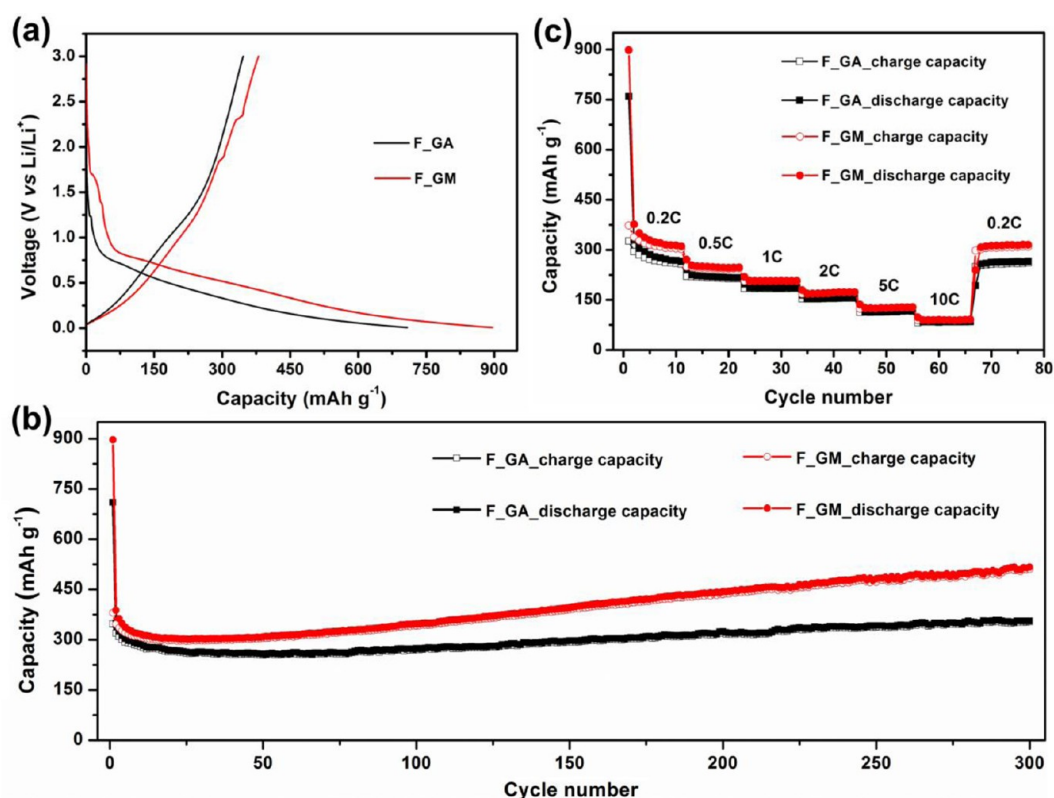 (a)
3.0
2.5
2.0
1.5
1.0
0.5
0.0
Voltage (V vs Li/Li⁺)
F_GA
F_GM
0 150 300 450 600 750 900
Capacity (mAh g⁻¹)
(c)
900
750
600
450
300
150
0
Capacity (mAh g⁻¹)
F_GA_charge capacity
F_GA_discharge capacity
F_GM_charge capacity
F_GM_discharge capacity
0.2C
0.5C
1C
2C
5C
10C
0.2C
0 10 20 30 40 50 60 70 80
Cycle number
(b)
900
750
600
450
300
150
0
Capacity (mAh g⁻¹)
F_GA_charge capacity
F_GM_charge capacity
F_GA_discharge capacity
F_GM_discharge capacity
0 50 100 150 200 250 300
Cycle number